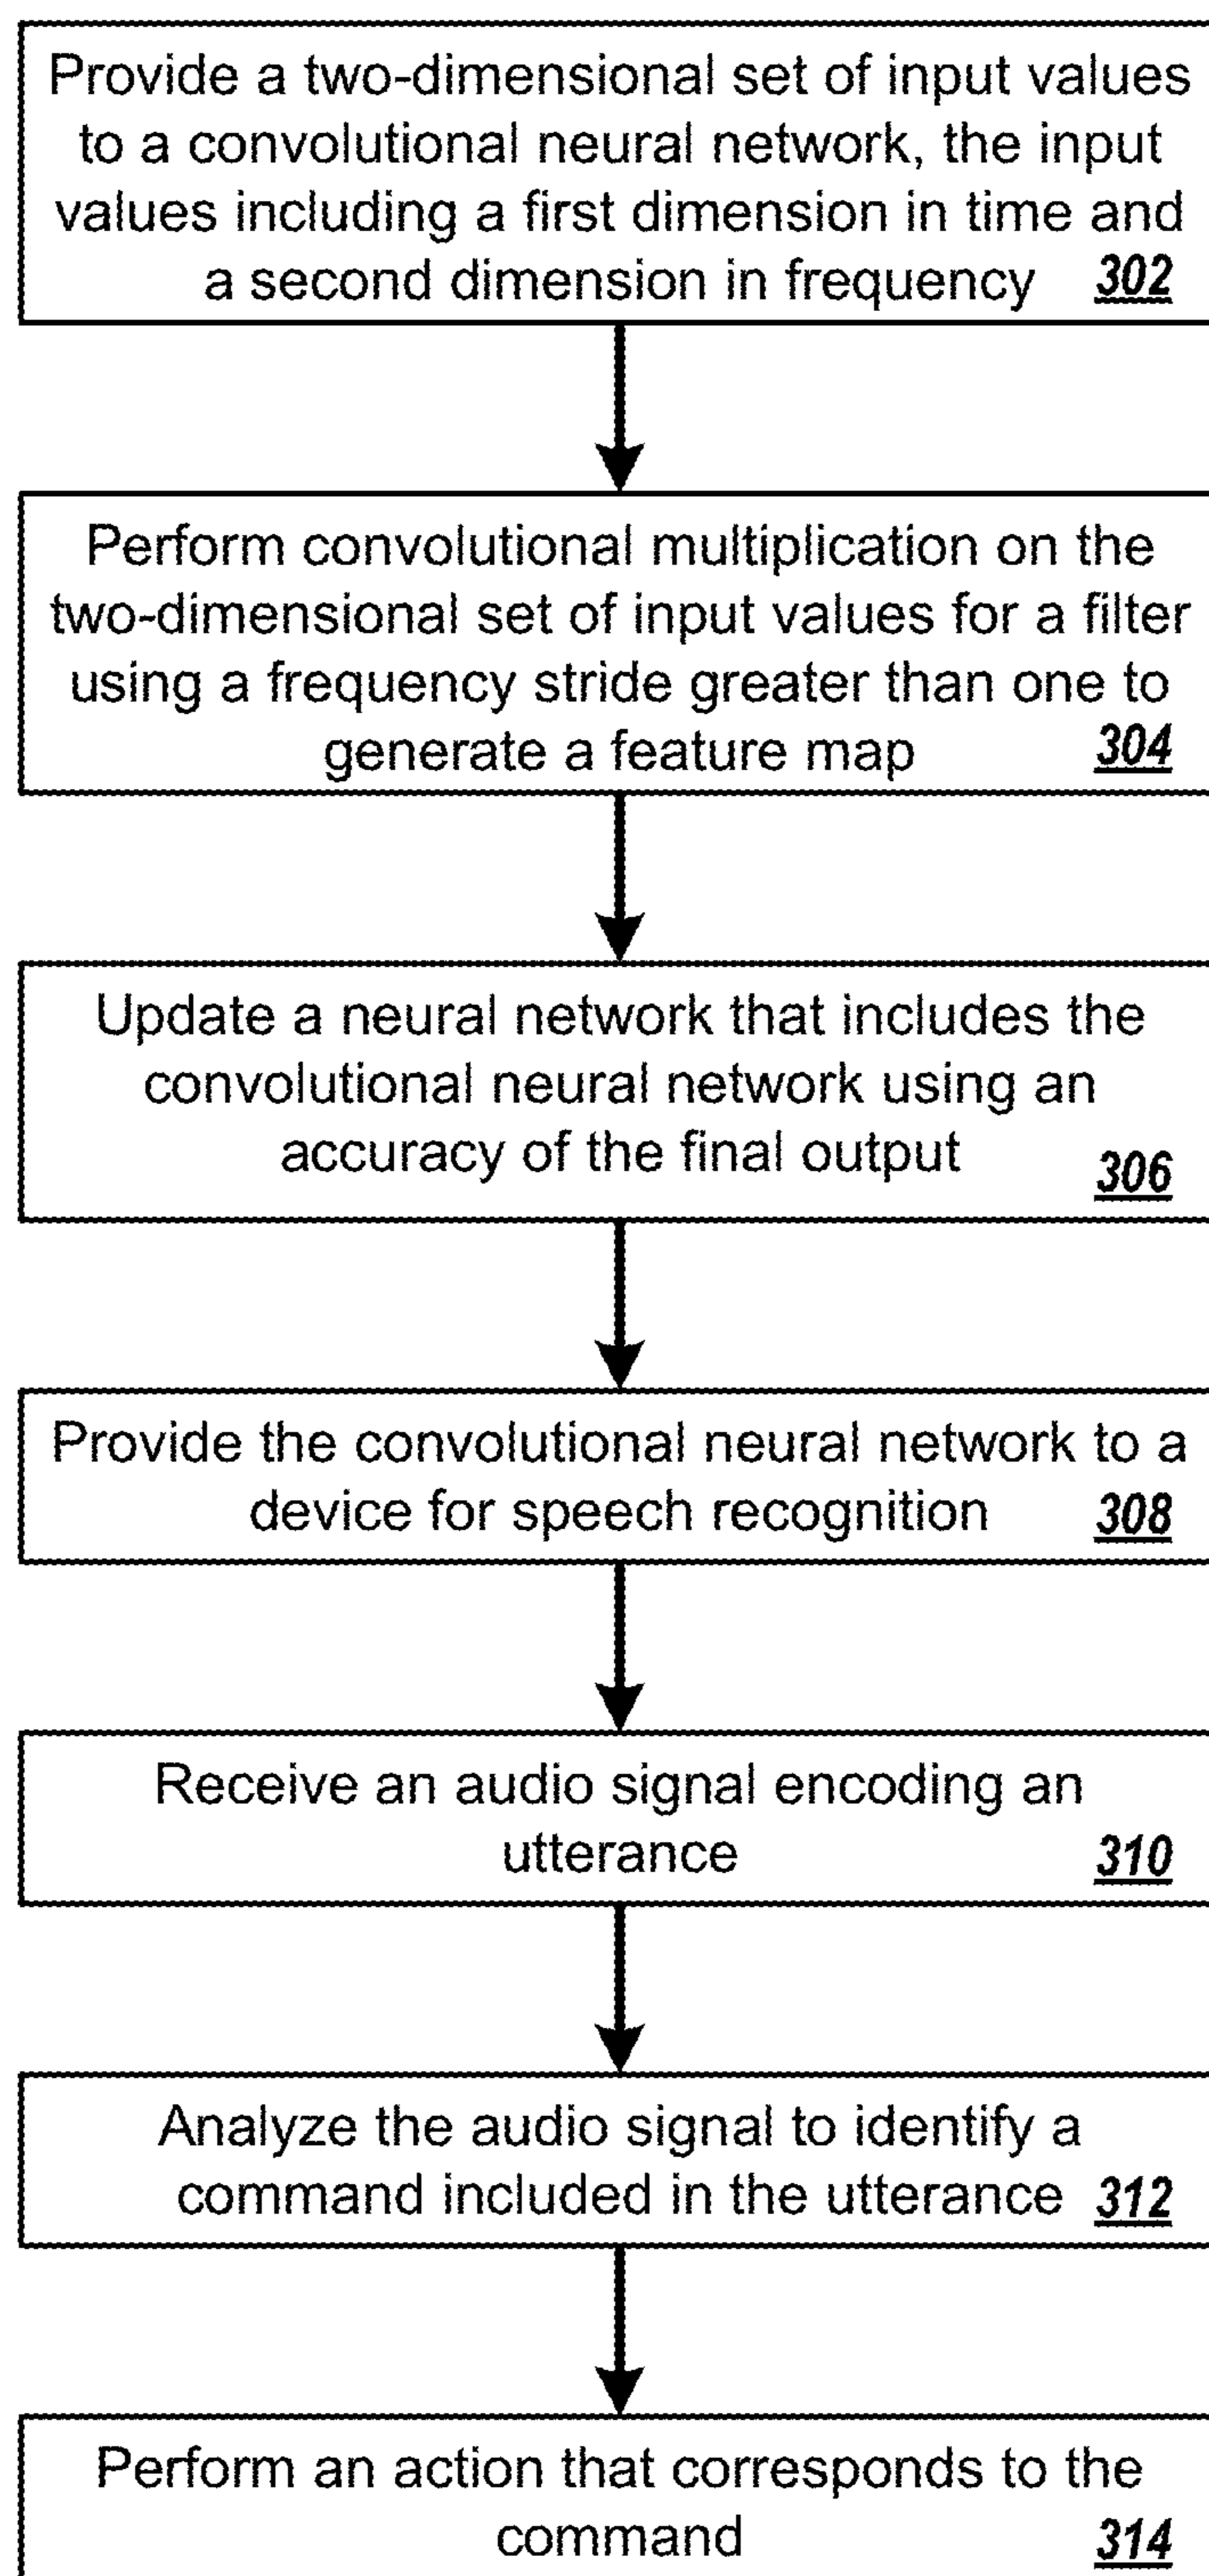 Provide a two-dimensional set of input values
to a convolutional neural network, the input
values including a first dimension in time and
a second dimension in frequency 302
Perform convolutional multiplication on the
two-dimensional set of input values for a filter
using a frequency stride greater than one to
generate a feature map 304
Update a neural network that includes the
convolutional neural network using an
accuracy of the final output 306
Provide the convolutional neural network to a
device for speech recognition 308
Receive an audio signal encoding an
utterance 310
Analyze the audio signal to identify a
command included in the utterance 312
Perform an action that corresponds to the
command 314